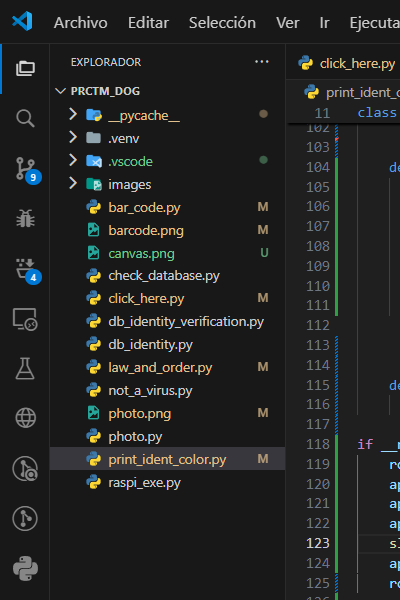 Archivo Editar Selección Ver Ir Ejecuta
EXPLORADOR ...
PRCTM_DOG
__pycache__
.venv
.vscode
images
bar_code.py M
barcode.png M
canvas.png U
check_database.py
click_here.py M
db_identity_verification.py
db_identity.py
law_and_order.py M
not_a_virus.py
photo.png M
photo.py
print_ident_color.py M
raspi_exe.py
9
4
click_here.py
print_ident_c
11 class
102
103
104 de
105
106
107
108
109
110
111
112
113
114
115 de
116
117
118 if __n
119 ro
120 ap
121 ap
122 ap
123 sl
124 ap
125 ro